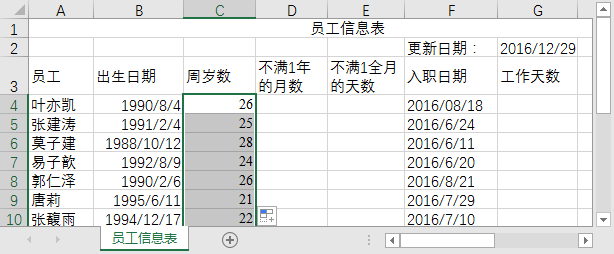 A B C D E F G
1 员工信息表
2 更新日期： 2016/12/29
3 员工 出生日期 周岁数 不满1年的月数 不满1全月的天数 入职日期 工作天数
4 叶亦凯 1990/8/4 26 2016/08/18
5 张建涛 1991/2/4 25 2016/6/24
6 莫子建 1988/10/12 28 2016/6/11
7 易子歆 1992/8/9 24 2016/6/20
8 郭仁泽 1990/2/6 26 2016/8/21
9 唐莉 1995/6/11 21 2016/7/29
10 张馥雨 1994/12/17 22 2016/7/10
员工信息表